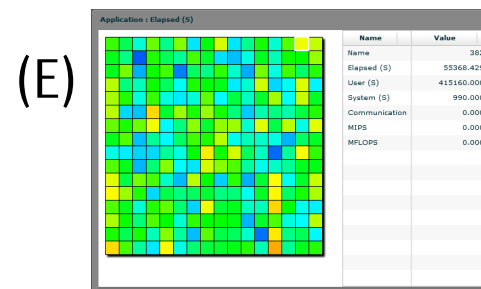 (E)
Application : Elapsed (S)
Name Value
Name 382
Elapsed (S) 55368.429
User (S) 415160.000
System (S) 990.000
Communication 0.000
MIPS 0.000
MFLOPS 0.000